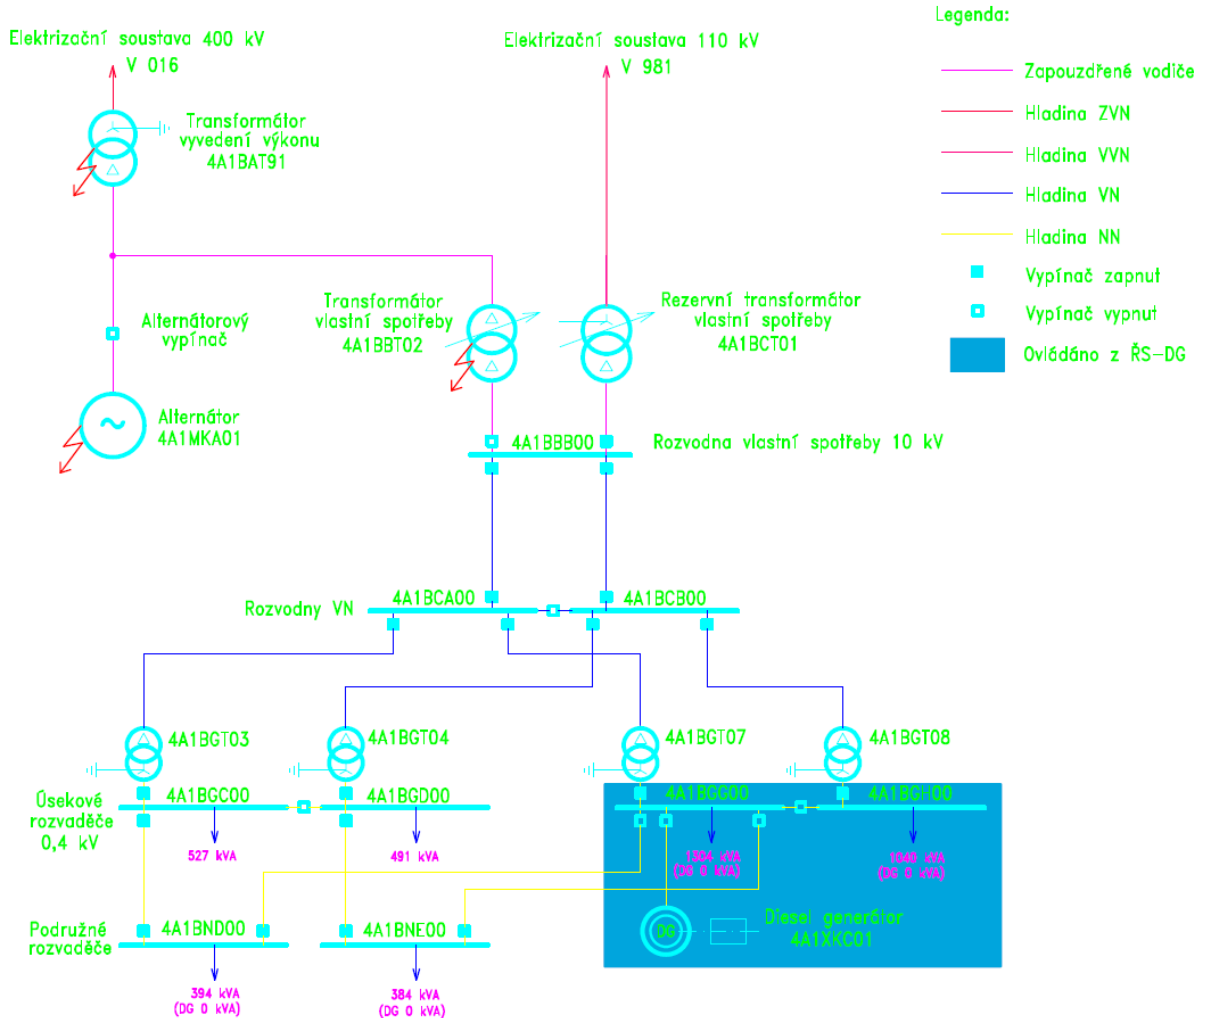 Legenda:
Elektrizační soustava 400 kV
V 016
Elektrizační soustava 110 kV
V 981
Zapouzdřené vodiče
Hladina ZVN
Hladina VVN
Hladina VN
Hladina NN
Vypínač zapnut
Vypínač vypnut
Ovládáno z ŘS-DG
Transformátor
vyvedení výkonu
4A1BAT91
Transformátor
vlastní spotřeby
4A1BBT02
Rezervní transformátor
vlastní spotřeby
4A1BCT01
Alternátorový
vypínač
Alternátor
4A1MKA01
4A1BBB00
Rozvodna vlastní spotřeby 10 kV
Rozvodny VN
4A1BCA00
4A1BCB00
4A1BGT03
4A1BGT04
4A1BGT07
4A1BGT08
Úsekové
rozvaděče
0,4 kV
4A1BGC00
4A1BGD00
4A1BGG00
4A1BGH00
527 kVA
491 kVA
1304 kVA
(DG 0 kVA)
1040 kVA
(DG 0 kVA)
Podružné
rozvaděče
4A1BND00
4A1BNE00
DG
Diesel generátor
4A1XKC01
394 kVA
(DG 0 kVA)
384 kVA
(DG 0 kVA)